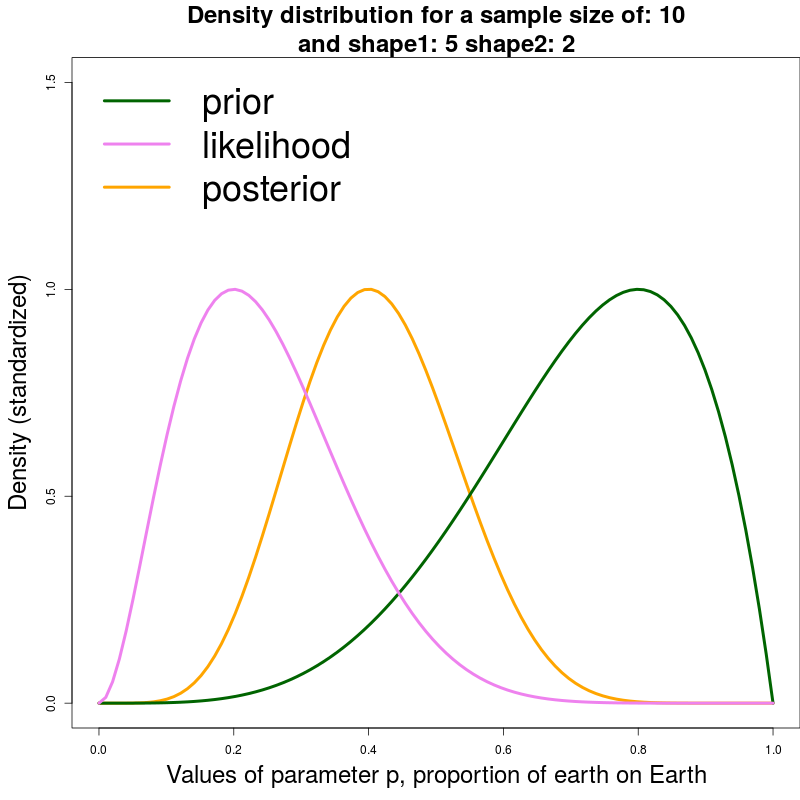 Density distribution for a sample size of: 10
and shape1: 5 shape2: 2
prior
likelihood
posterior
Density (standardized)
1.5
1.0
0.5
0.0
0.0 0.2 0.4 0.6 0.8 1.0
Values of parameter p, proportion of earth on Earth